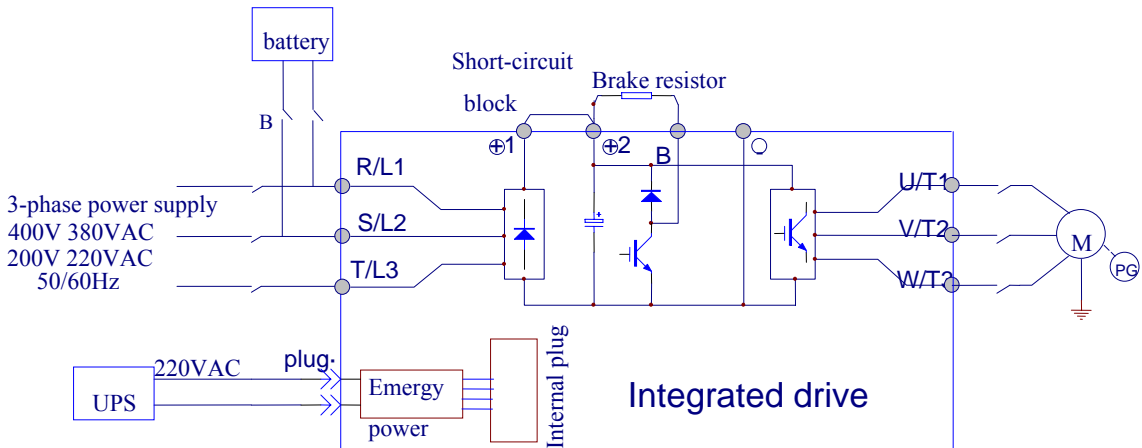 battery
Short-circuit
block
Brake resistor
B
⊕1
⊕2
B
⊖
R/L1
S/L2
T/L3
3-phase power supply
400V 380VAC
200V 220VAC
50/60Hz
U/T1
V/T2
W/T3
M
PG
220VAC
plug.
UPS
Emergy
power
Internal plug
Integrated drive